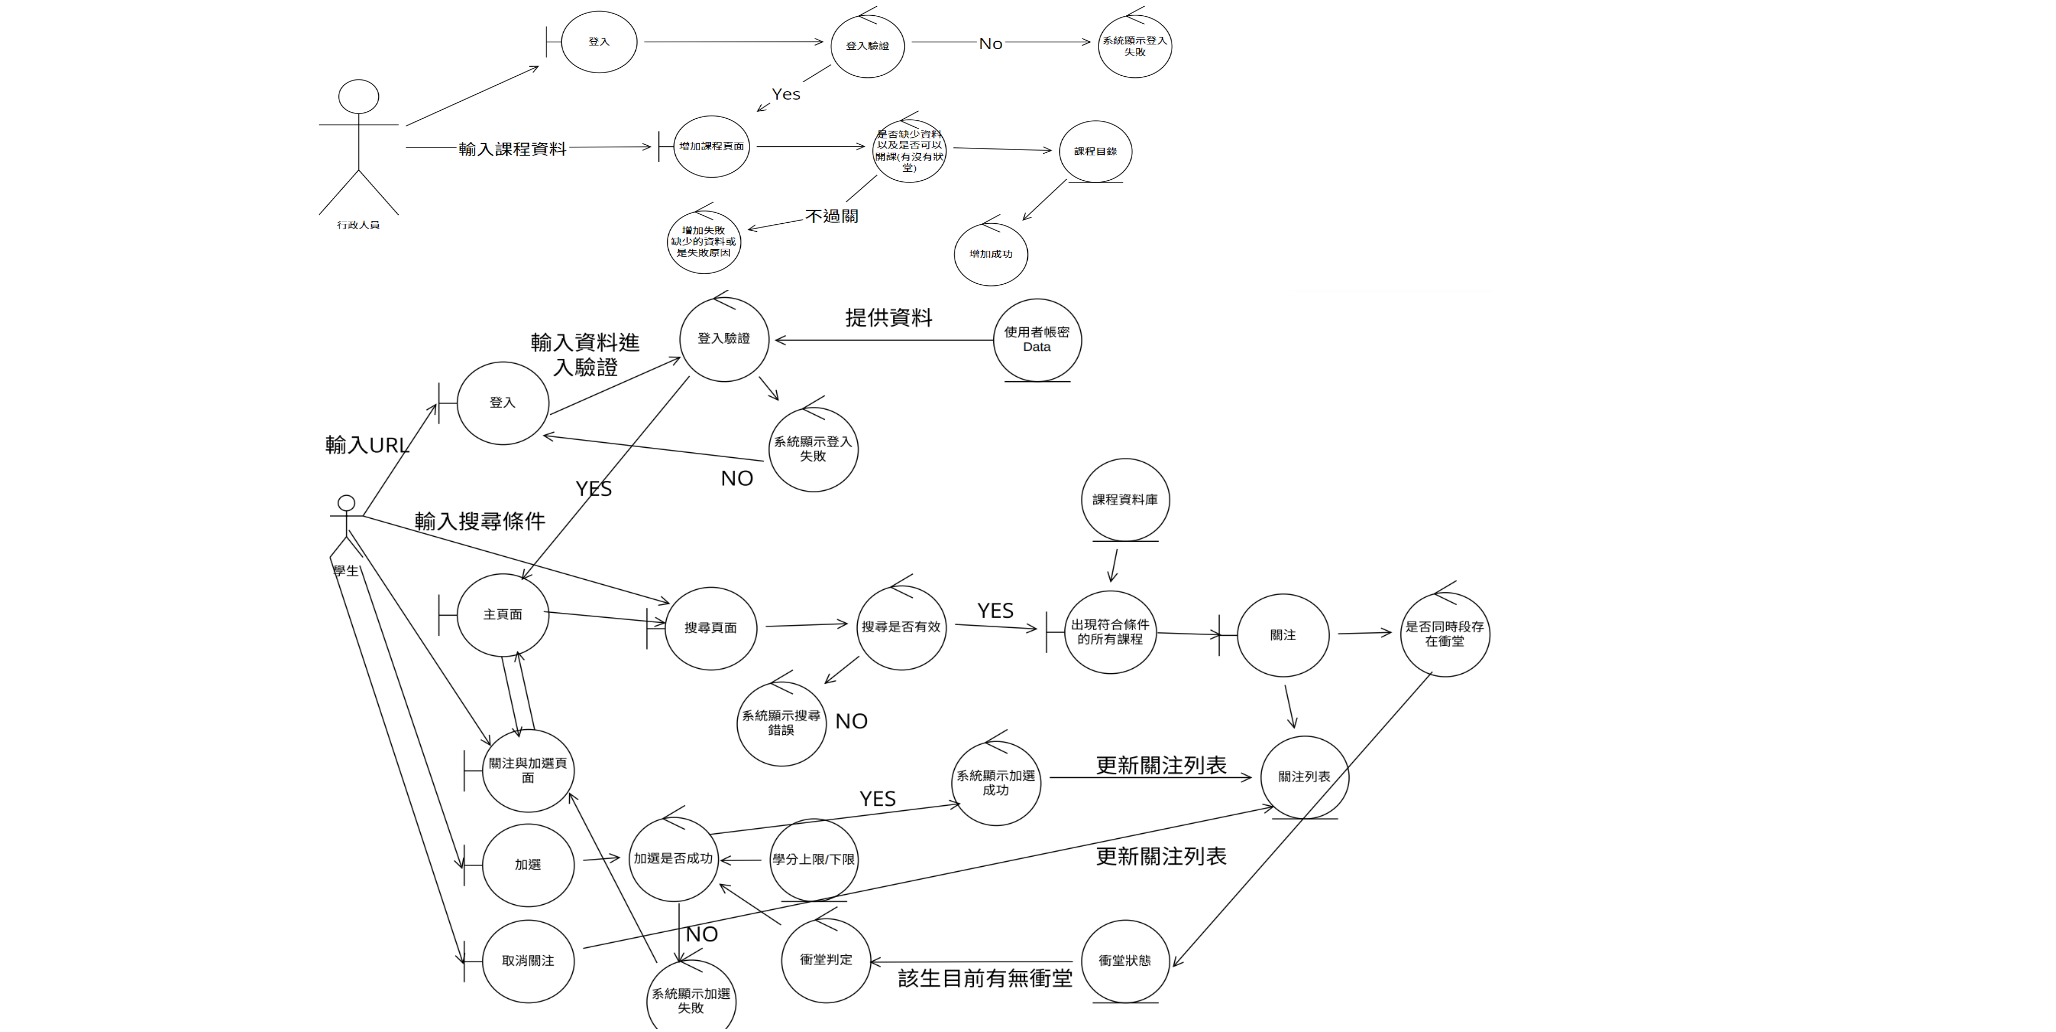 登入
登入驗證
No
系統顯示登入
失敗
Yes
輸入課程資料
增加課程頁面
是否缺少資料
以及是否可以
開課(有沒有狀
堂)
課程目錄
行政人員
不過關
增加失敗
缺少的資料或
是失敗原因
增加成功
提供資料
使用者帳密
Data
登入驗證
輸入資料進
入驗證
登入
輸入URL
系統顯示登入
失敗
NO
YES
輸入搜尋條件
學生
課程資料庫
主頁面
搜尋頁面
搜尋是否有效
YES
出現符合條件
的所有課程
關注
是否同時段存
在衝堂
系統顯示搜尋
錯誤
NO
關注與加選頁
面
系統顯示加選
成功
更新關注列表
關注列表
YES
加選
加選是否成功
學分上限/下限
更新關注列表
NO
取消關注
衝堂判定
該生目前有無衝堂
衝堂狀態
系統顯示加選
失敗